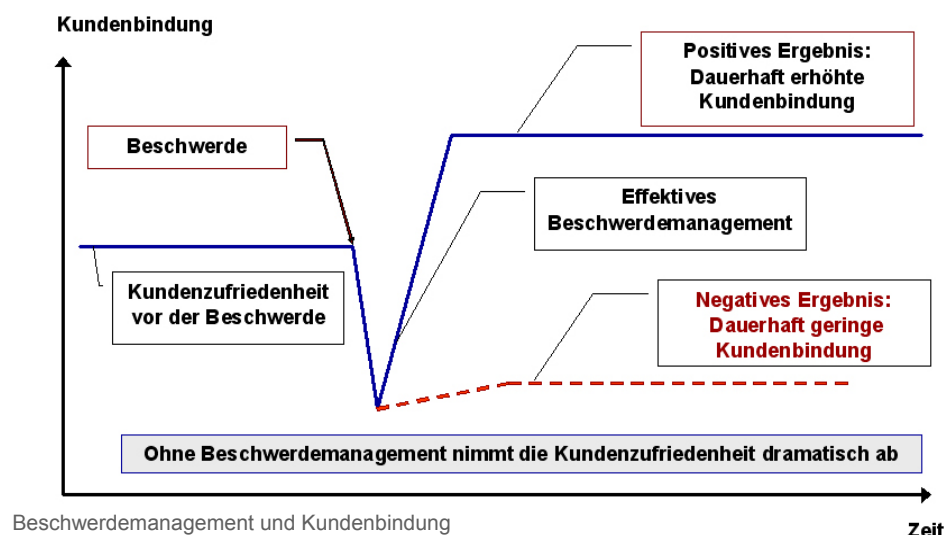 Kundenbindung
Positives Ergebnis:
Dauerhaft erhöhte
Kundenbindung
Beschwerde
Effektives
Beschwerdemanagement
Kundenzufriedenheit
vor der Beschwerde
Negatives Ergebnis:
Dauerhaft geringe
Kundenbindung
Ohne Beschwerdemanagement nimmt die Kundenzufriedenheit dramatisch ab
Beschwerdemanagement und Kundenbindung
Zeit